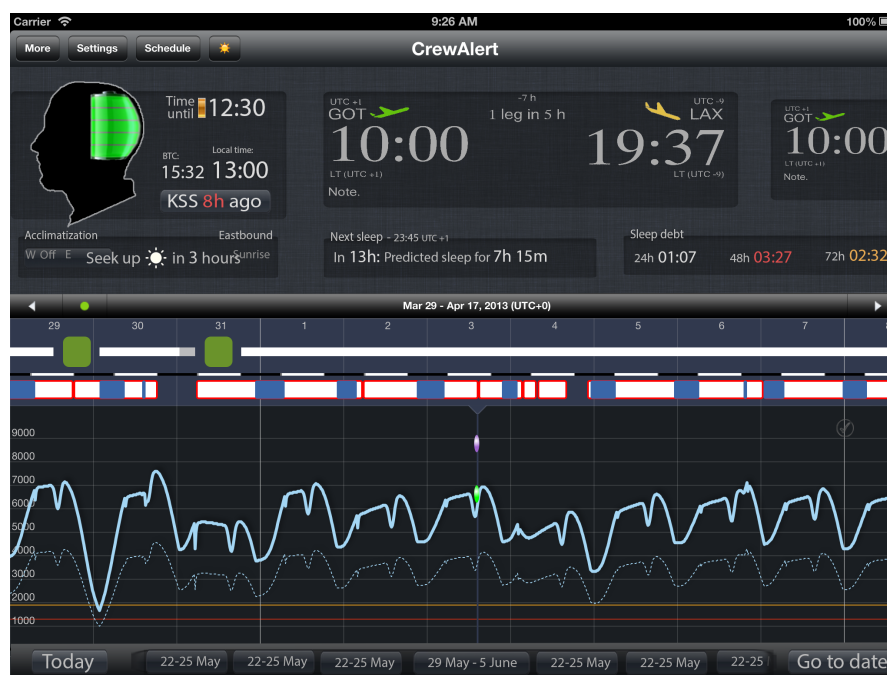 Carrier 9:26 AM 100%
More Settings Schedule CrewAlert
Time until 12:30
BTC: Local time:
15:32 13:00
KSS 8h ago
UTC +1 -7 h UTC -9
GOT 1 leg in 5 h LAX
10:00 19:37
LT (UTC +1) LT (UTC -9)
Note.
UTC +1
GOT
10:00
LT (UTC +1)
Note.
Acclimatization Eastbound
W Off E Seek up in 3 hours Sunrise
Next sleep - 23:45 UTC +1
In 13h: Predicted sleep for 7h 15m
Sleep debt
24h 01:07 48h 03:27 72h 02:32
Mar 29 - Apr 17, 2013 (UTC+0)
29 30 31 1 2 3 4 5 6 7
9000
8000
7000
6000
5000
4000
3000
2000
1000
Today 22-25 May 22-25 May 22-25 May 29 May - 5 June 22-25 May 22-25 May 22-25 Go to date